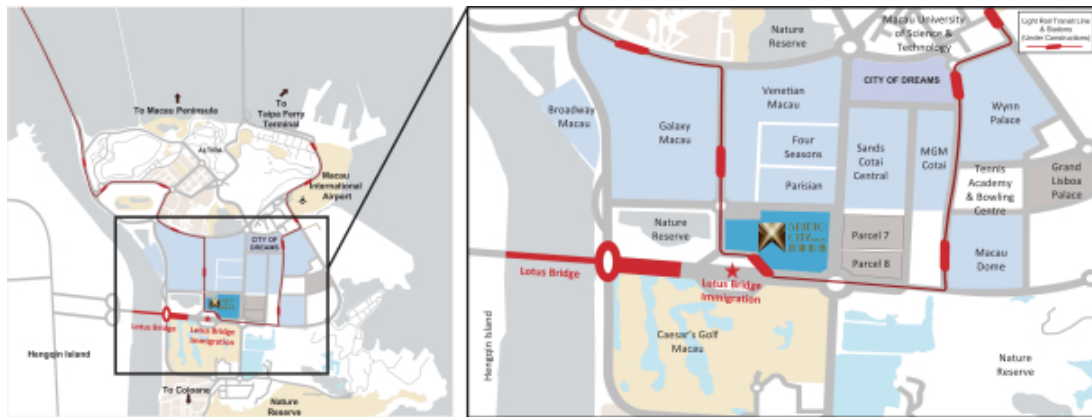 To Macau Peninsula
To
Taipa Ferry
Terminal
ALTIRA
Macau
International
Airport
CITY OF DREAMS
Lotus Bridge
Lotus Bridge
Immigration
Hengqin Island
To Coloane
Nature
Reserve
Light Rail Transit Line
& Stations
(Under Constructions)
Nature
Reserve
Macau University
of Science &
Technology
CITY OF DREAMS
Broadway
Macau
Galaxy
Macau
Venetian
Macau
Four
Seasons
Parisian
Sands
Cotai
Central
MGM
Cotai
Wynn
Palace
Tennis
Academy
& Bowling
Centre
Grand
Lisboa
Palace
Nature
Reserve
STUDIO
CITY
Parcel 7
Parcel 8
Macau
Dome
Lotus Bridge
Lotus Bridge
Immigration
Hengqin Island
Caesar's Golf
Macau
Nature
Reserve